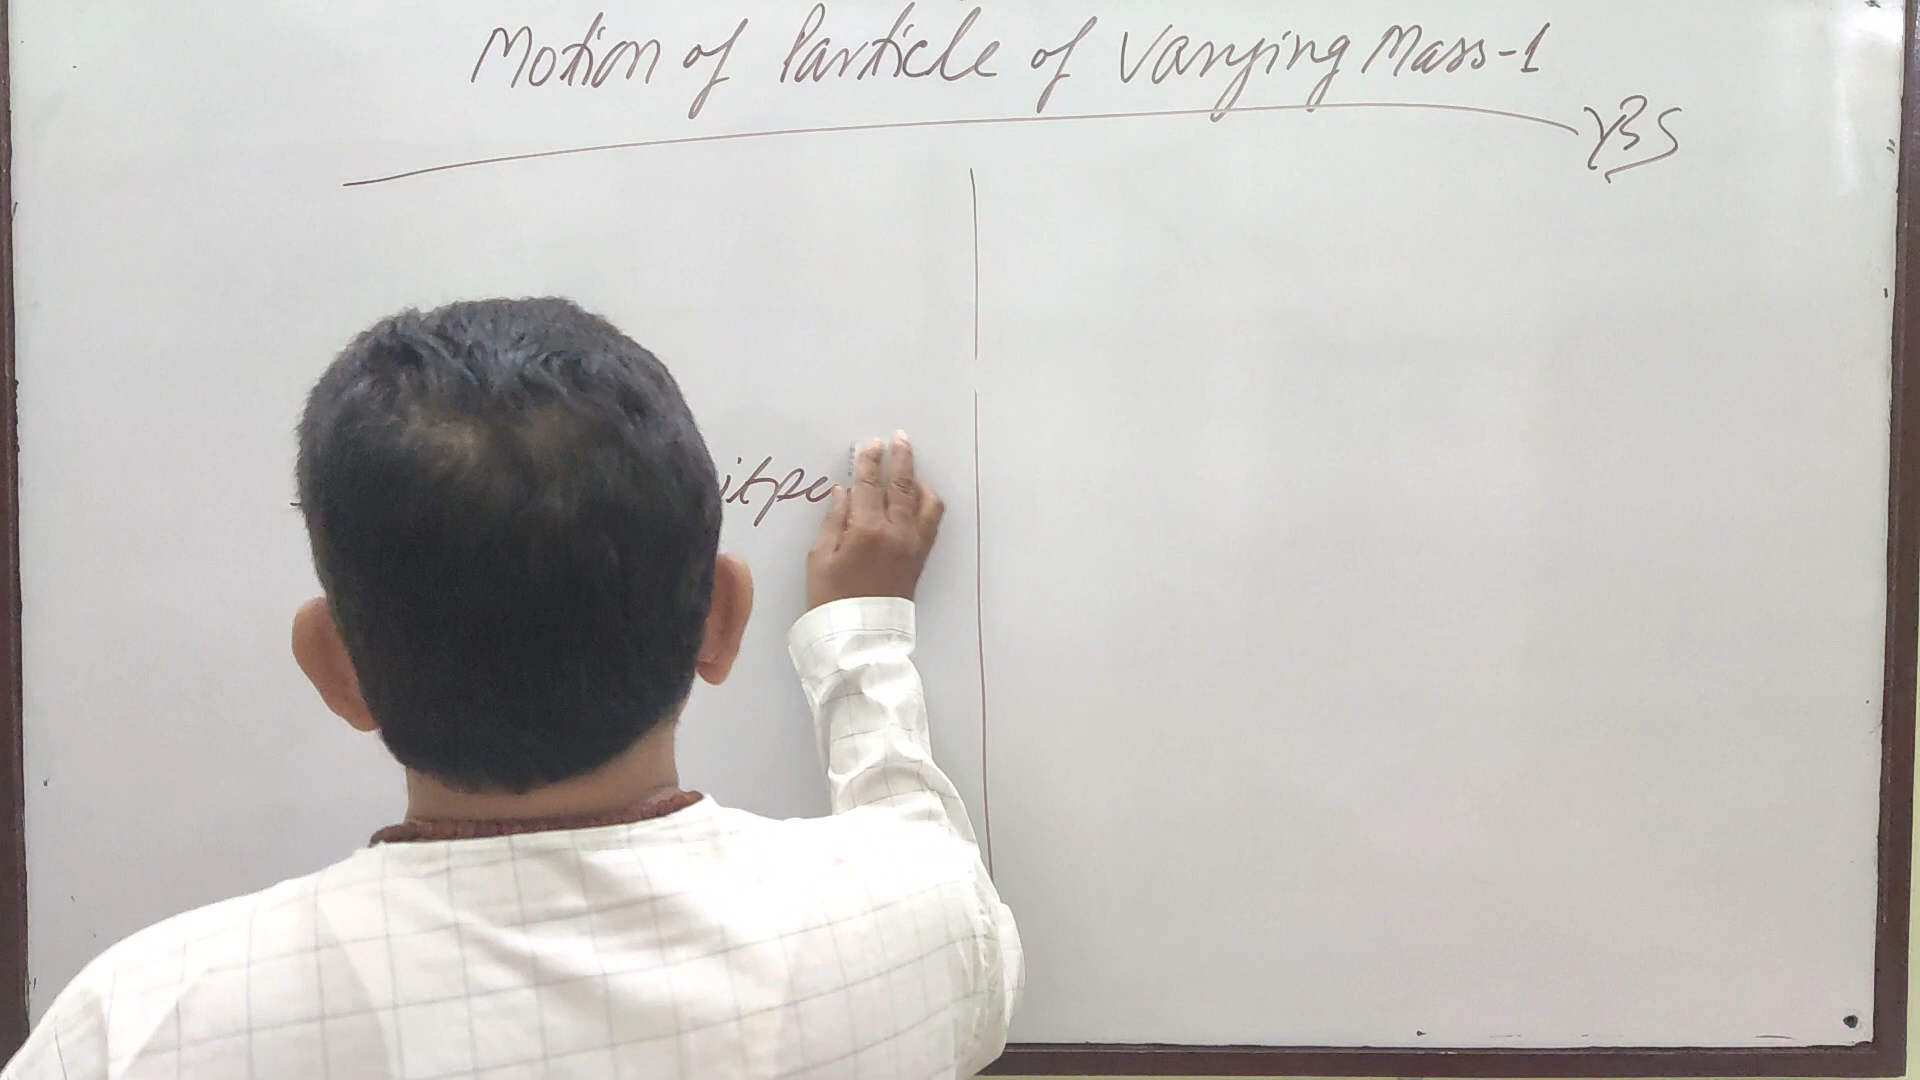 Motion of Particle of Varying Mass-1
YBS